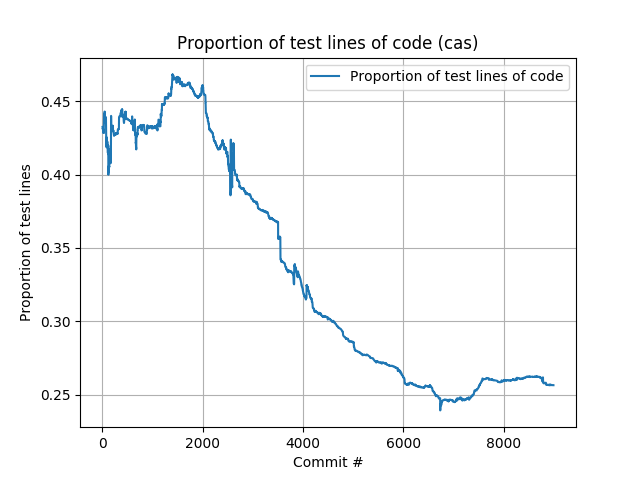 Proportion of test lines of code (cas)
Proportion of test lines of code
0.45
0.40
0.35
0.30
0.25
Proportion of test lines
0
2000
4000
6000
8000
Commit #